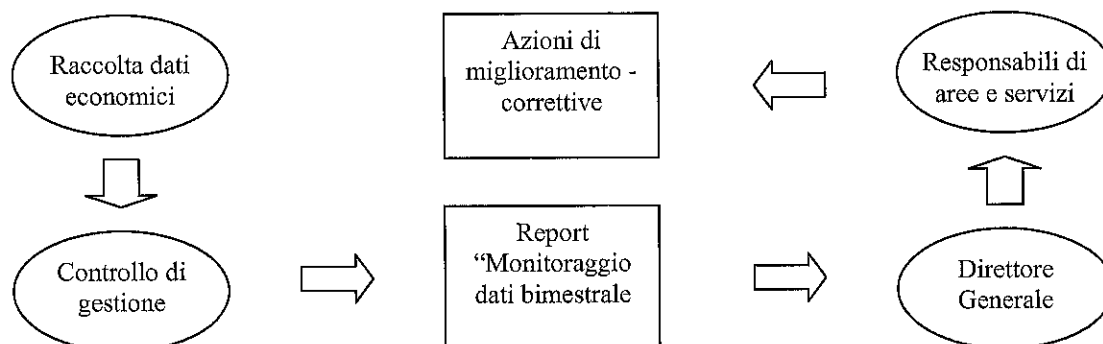 Raccolta dati
economici
Azioni di
miglioramento -
correttive
Responsabili di
aree e servizi
Controllo di
gestione
Report
“Monitoraggio
dati bimestrale
Direttore
Generale